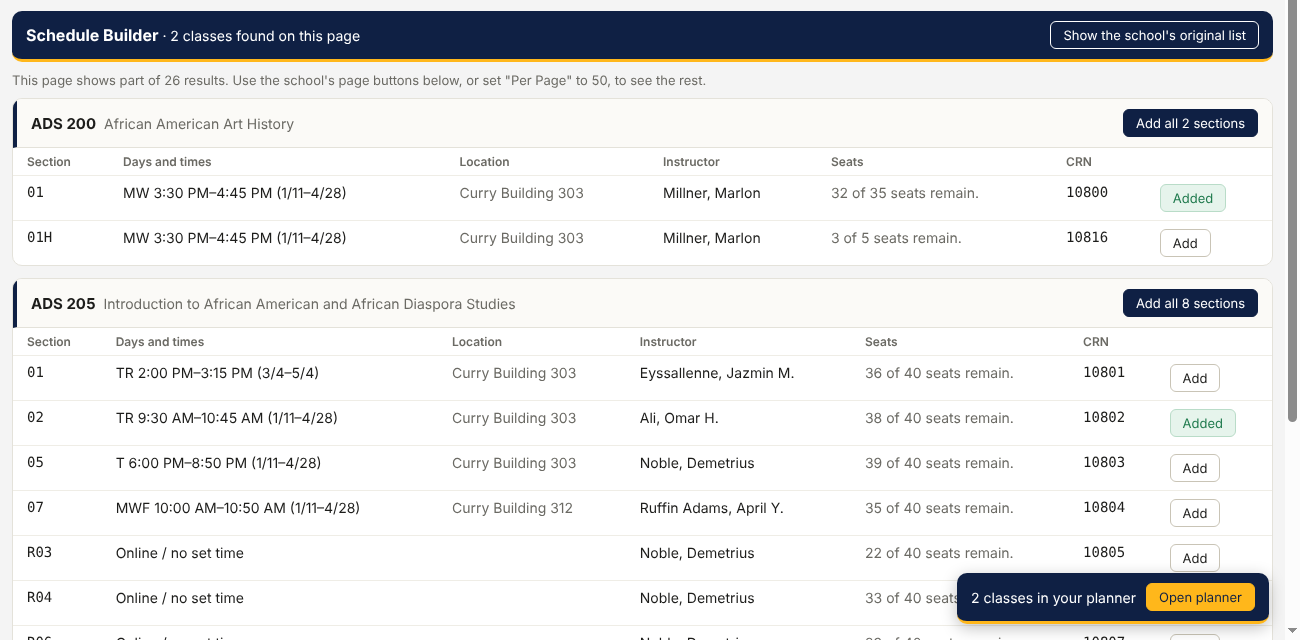 Schedule Builder · 2 classes found on this page
Show the school's original list
This page shows part of 26 results. Use the school's page buttons below, or set "Per Page" to 50, to see the rest.
ADS 200 African American Art History
Add all 2 sections
Section Days and times Location Instructor Seats CRN
01 MW 3:30 PM–4:45 PM (1/11–4/28) Curry Building 303 Millner, Marlon 32 of 35 seats remain. 10800 Added
01H MW 3:30 PM–4:45 PM (1/11–4/28) Curry Building 303 Millner, Marlon 3 of 5 seats remain. 10816 Add
ADS 205 Introduction to African American and African Diaspora Studies
Add all 8 sections
Section Days and times Location Instructor Seats CRN
01 TR 2:00 PM–3:15 PM (3/4–5/4) Curry Building 303 Eyssallenne, Jazmin M. 36 of 40 seats remain. 10801 Add
02 TR 9:30 AM–10:45 AM (1/11–4/28) Curry Building 303 Ali, Omar H. 38 of 40 seats remain. 10802 Added
05 T 6:00 PM–8:50 PM (1/11–4/28) Curry Building 303 Noble, Demetrius 39 of 40 seats remain. 10803 Add
07 MWF 10:00 AM–10:50 AM (1/11–4/28) Curry Building 312 Ruffin Adams, April Y. 35 of 40 seats remain. 10804 Add
R03 Online / no set time Noble, Demetrius 22 of 40 seats remain. 10805 Add
R04 Online / no set time Noble, Demetrius 33 of 40 seats
2 classes in your planner Open planner